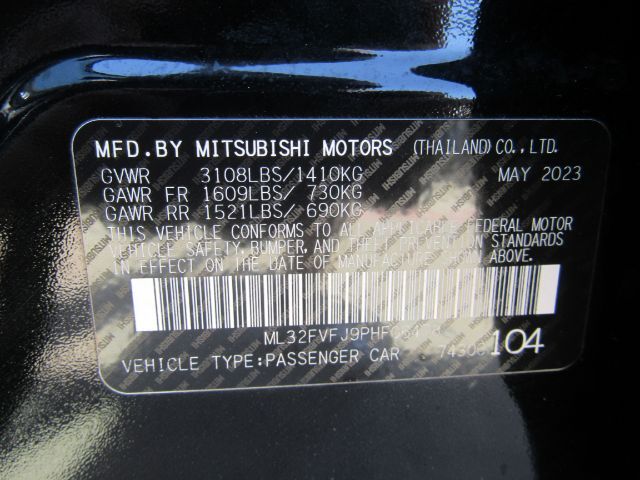 MFD.BY MITSUBISHI MOTORS (THAILAND)CO.,LTD.
GVWR 3108LBS/1410KG MAY 2023
GAWR FR 1609LBS/ 730KG
GAWR RR 1521LBS/ 690KG
THIS VEHICLE CONFORMS TO ALL APPLICABLE FEDERAL MOTOR
VEHICLE SAFETY, BUMPER, AND THEFT PREVENTION STANDARDS
IN EFFECT ON THE DATE OF MANUFACTURE SHOWN ABOVE.
VEHICLE TYPE:PASSENGER CAR 104